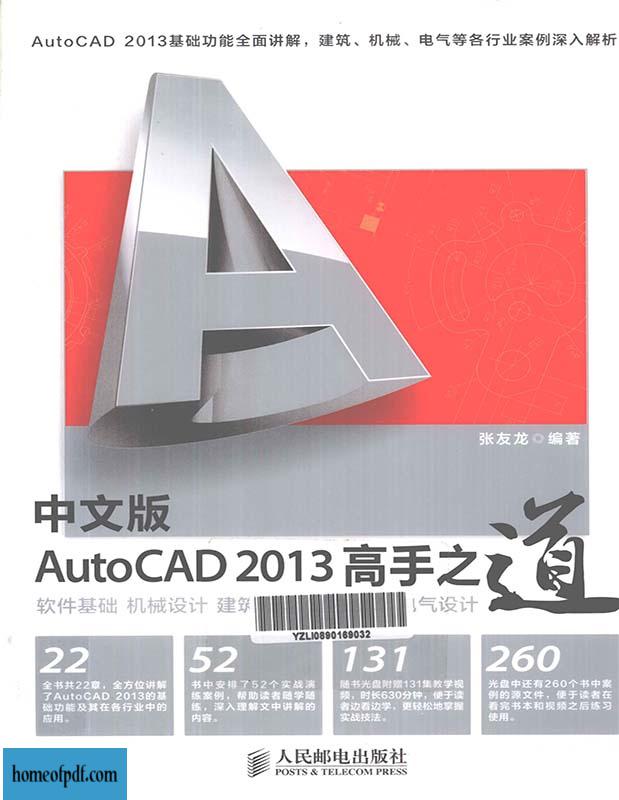 AutoCAD 2013基础功能全面讲解，建筑、机械、电气等各行业案例深入解析
张友龙◎编著
中文版
AutoCAD 2013 高手之道
软件基础 机械设计 建筑
气设计
YZLI0890169032
22
全书共22章，全方位讲解
了AutoCAD 2013的基
础功能及其在各行业中的
应用。
52
书中安排了52个实战演
练案例，帮助读者随学随
练，深入理解文中讲解的
内容。
131
随书光盘附赠131集教学视
频，时长630分钟，便于读
者边看边学，更轻松地掌握
实战技法。
260
光盘中还有260个书中案
例的源文件，便于读者在
看完书本和视频之后练习
使用。
人民邮电出版社
POSTS & TELECOM PRESS
homeofpdf.com